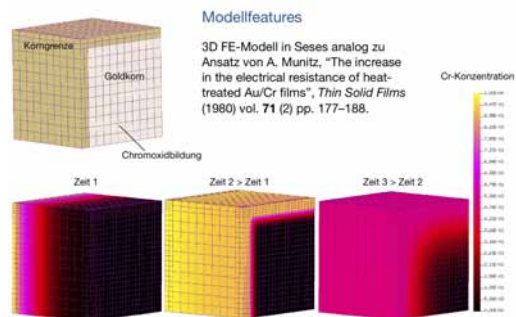 Modellfeatures
3D FE-Modell in Seses analog zu
Ansatz von A. Munitz, "The increase
in the electrical resistance of heat-
treated Au/Cr films", Thin Solid Films
(1980) vol. 71 (2) pp. 177–188.
Korngrenze
Goldkorn
Chromoxidbildung
Cr-Konzentration
Zeit 1
Zeit 2 > Zeit 1
Zeit 3 > Zeit 2